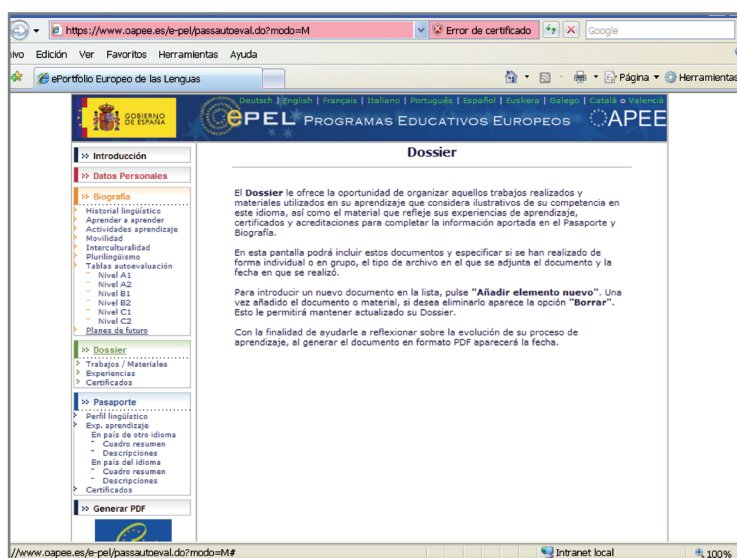 https://www.oapee.es/e-pel/passautoeval.do?modo=M
Error de certificado
Google
ivo Edición Ver Favoritos Herramientas Ayuda
ePortfolio Europeo de las Lenguas
Página
Herramientas
Deutsch | English | Français | Italiano | Português | Español | Euskera | Galego | Català o Valencià
GOBIERNO
DE ESPAÑA
ePEL PROGRAMAS EDUCATIVOS EUROPEOS OAPEE
» Introducción
» Datos Personales
» Biografía
Historial lingüístico
Aprender a aprender
Actividades aprendizaje
Movilidad
Interculturalidad
Plurilingüismo
Tablas autoevaluación
Nivel A1
Nivel A2
Nivel B1
Nivel B2
Nivel C1
Nivel C2
Planes de futuro
» Dossier
Trabajos / Materiales
Experiencias
Certificados
» Pasaporte
Perfil lingüístico
Exp. aprendizaje
En país de otro idioma
Cuadro resumen
Descripciones
En país del idioma
Cuadro resumen
Descripciones
Certificados
» Generar PDF
Dossier
El Dossier le ofrece la oportunidad de organizar aquellos trabajos realizados y
materiales utilizados en su aprendizaje que considera ilustrativos de su competencia en
este idioma, así como el material que refleje sus experiencias de aprendizaje,
certificados y acreditaciones para completar la información aportada en el Pasaporte y
Biografía.
En esta pantalla podrá incluir estos documentos y especificar si se han realizado de
forma individual o en grupo, el tipo de archivo en el que se adjunta el documento y la
fecha en que se realizó.
Para introducir un nuevo documento en la lista, pulse "Añadir elemento nuevo". Una
vez añadido el documento o material, si desea eliminarlo aparece la opción "Borrar".
Esto le permitirá mantener actualizado su Dossier.
Con la finalidad de ayudarle a reflexionar sobre la evolución de su proceso de
aprendizaje, al generar el documento en formato PDF aparecerá la fecha.
//www.oapee.es/e-pel/passautoeval.do?modo=M#
Intranet local
100%